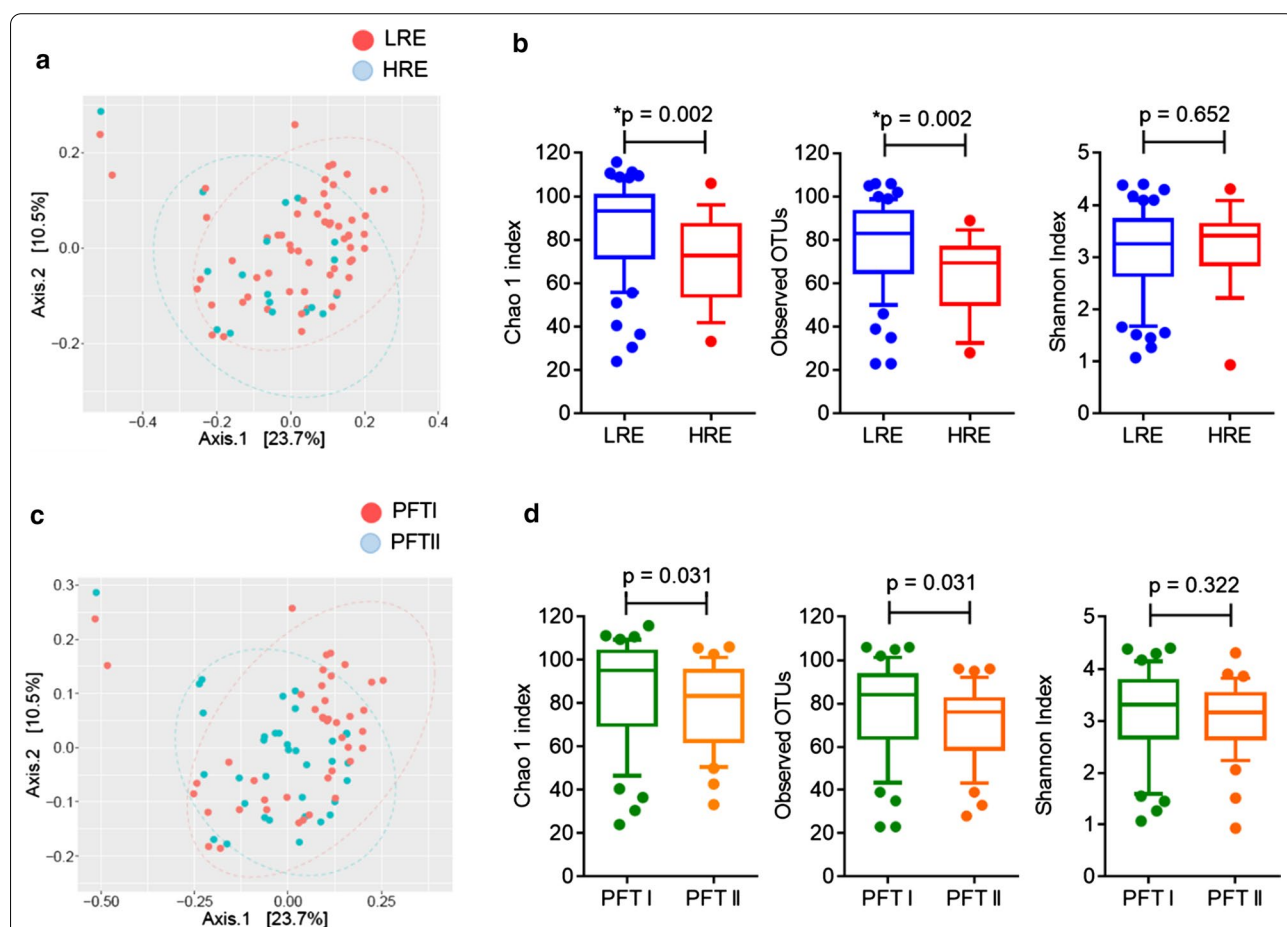 a
LRE
HRE
0.2
0.0
−0.2
Axis.2 [10.5%]
−0.4 −0.2 0.0 0.2 0.4
Axis.1 [23.7%]
b
*p = 0.002
120
100
80
60
40
20
0
Chao 1 index
LRE HRE
*p = 0.002
120
100
80
60
40
20
0
Observed OTUs
LRE HRE
p = 0.652
5
4
3
2
1
0
Shannon Index
LRE HRE
c
PFTI
PFTII
0.3
0.2
0.1
0.0
−0.1
−0.2
Axis.2 [10.5%]
−0.50 −0.25 0.00 0.25
Axis.1 [23.7%]
d
p = 0.031
120
100
80
60
40
20
0
Chao 1 index
PFT I PFT II
p = 0.031
120
100
80
60
40
20
0
Observed OTUs
PFT I PFT II
p = 0.322
5
4
3
2
1
0
Shannon Index
PFT I PFT II